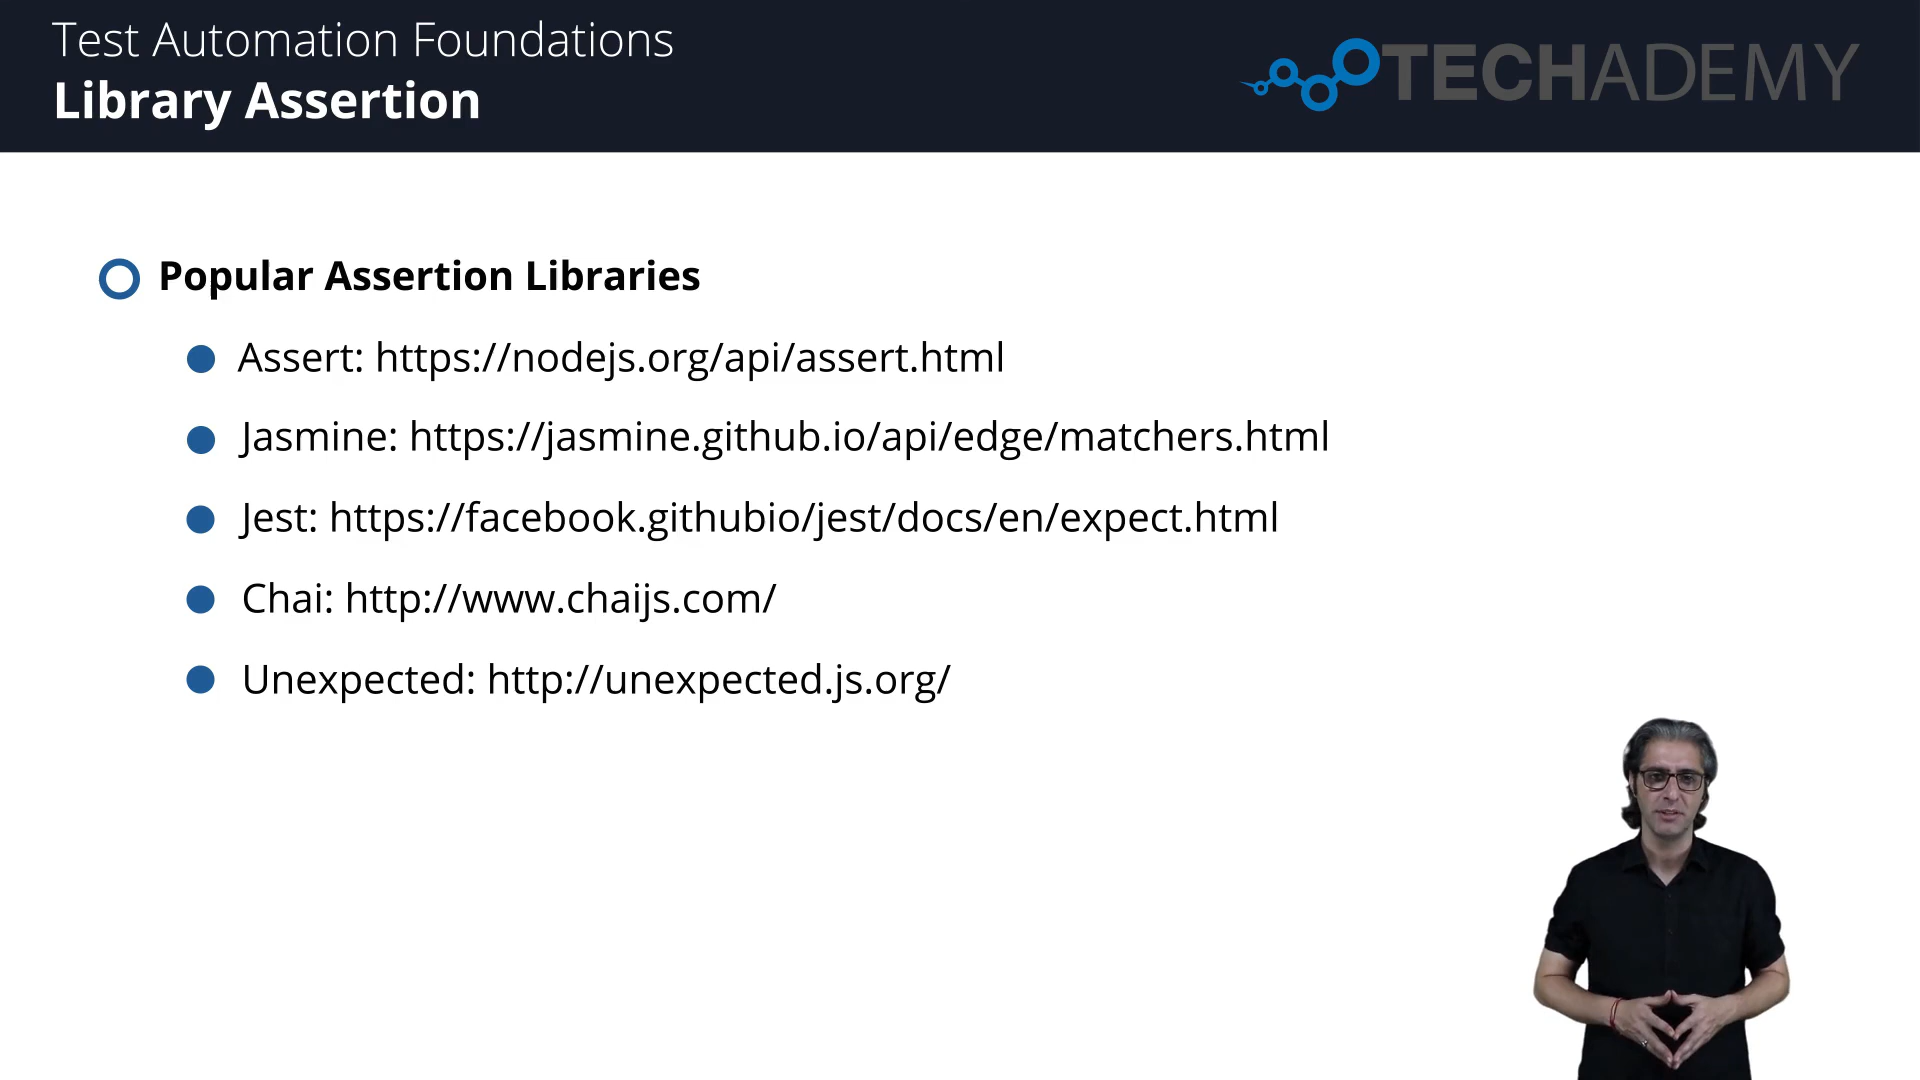 Test Automation Foundations
Library Assertion
TECHADEMY
Popular Assertion Libraries
Assert: https://nodejs.org/api/assert.html
Jasmine: https://jasmine.github.io/api/edge/matchers.html
Jest: https://facebook.githubio/jest/docs/en/expect.html
Chai: http://www.chaijs.com/
Unexpected: http://unexpected.js.org/